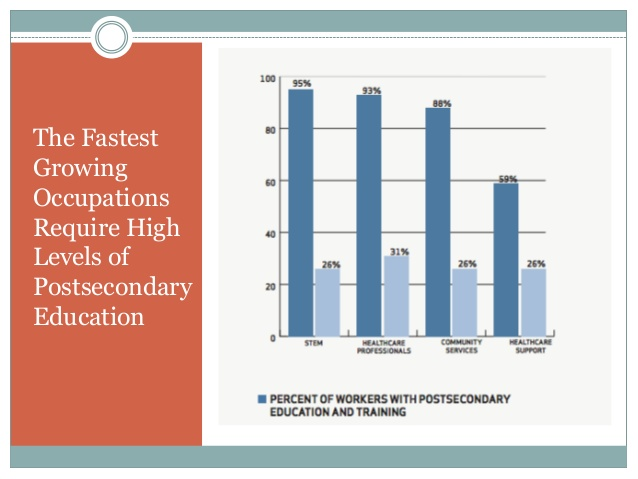 The Fastest
Growing
Occupations
Require High
Levels of
Postsecondary
Education
100
80
60
40
20
0
95%
26%
93%
31%
88%
26%
59%
26%
STEM
HEALTHCARE
PROFESSIONALS
COMMUNITY
SERVICES
HEALTHCARE
SUPPORT
PERCENT OF WORKERS WITH POSTSECONDARY
EDUCATION AND TRAINING